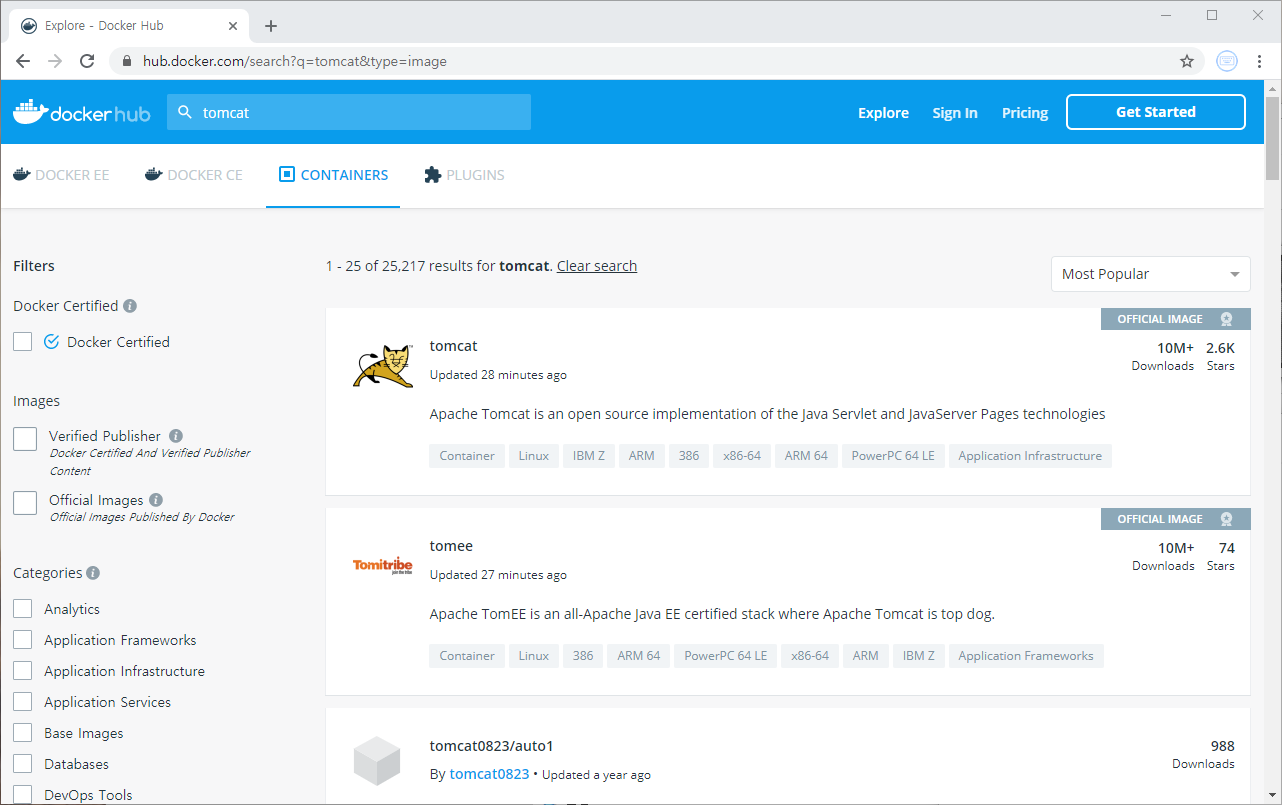 Explore - Docker Hub
hub.docker.com/search?q=tomcat&type=image
docker hub
tomcat
Explore
Sign In
Pricing
Get Started
DOCKER EE
DOCKER CE
CONTAINERS
PLUGINS
Filters
Docker Certified
Docker Certified
Images
Verified Publisher
Docker Certified And Verified Publisher
Content
Official Images
Official Images Published By Docker
Categories
Analytics
Application Frameworks
Application Infrastructure
Application Services
Base Images
Databases
DevOps Tools
1 - 25 of 25,217 results for tomcat. Clear search
Most Popular
OFFICIAL IMAGE
tomcat
Updated 28 minutes ago
10M+ 2.6K
Downloads Stars
Apache Tomcat is an open source implementation of the Java Servlet and JavaServer Pages technologies
Container Linux IBM Z ARM 386 x86-64 ARM 64 PowerPC 64 LE Application Infrastructure
OFFICIAL IMAGE
Tomitribe
tomee
Updated 27 minutes ago
10M+ 74
Downloads Stars
Apache TomEE is an all-Apache Java EE certified stack where Apache Tomcat is top dog.
Container Linux 386 ARM 64 PowerPC 64 LE x86-64 ARM IBM Z Application Frameworks
tomcat0823/auto1
By tomcat0823 • Updated a year ago
988
Downloads